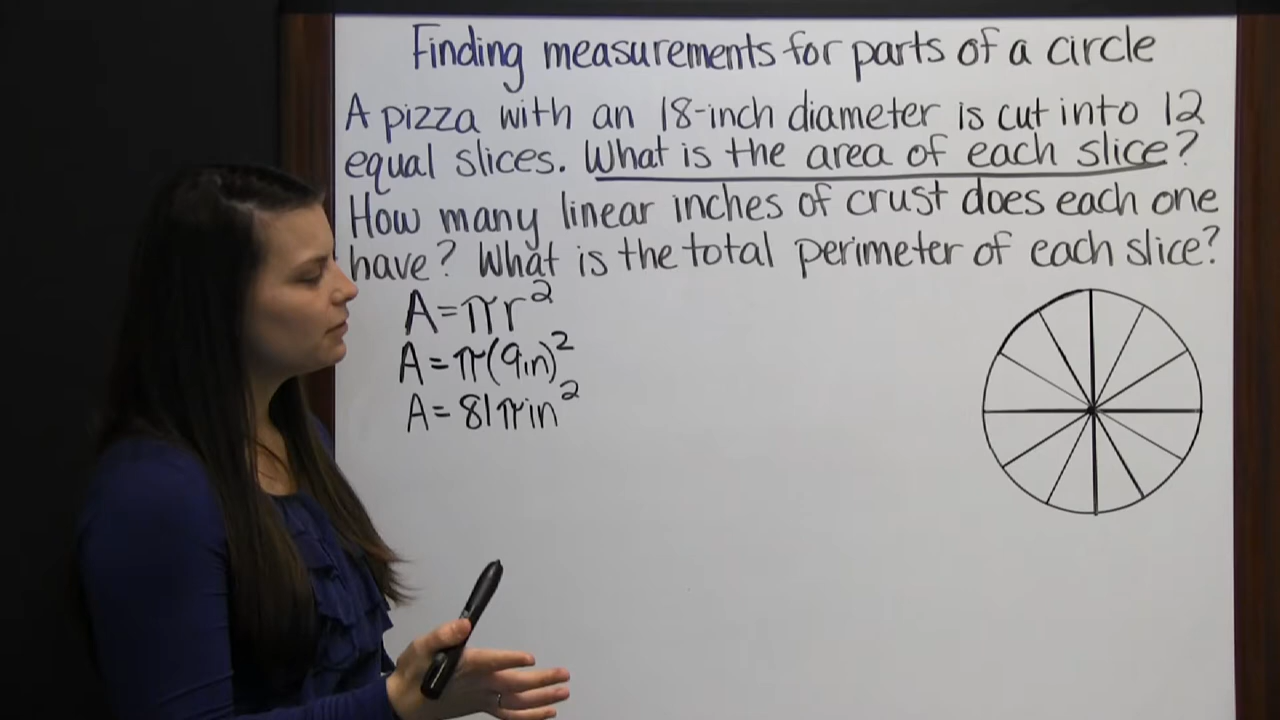 Finding measurements for parts of a circle
A pizza with an 18-inch diameter is cut into 12
equal slices. What is the area of each slice?
How many linear inches of crust does each one
have? What is the total perimeter of each slice?
A=πr²
A=π(9in)²
A=81πin²